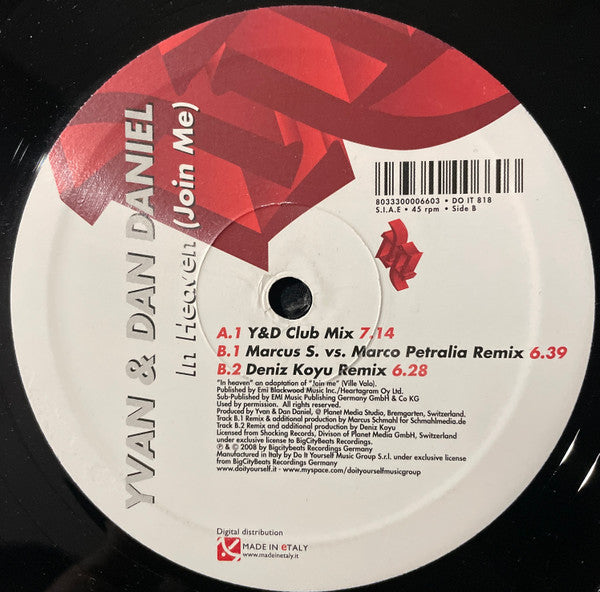 YVAN & DAN DANIEL
In Heaven (Join Me)
8033300006603 • DO IT 818
S.I.A.E • 45 rpm • Side B
A.1 Y&D Club Mix 7.14
B.1 Marcus S. vs. Marco Petralia Remix 6.39
B.2 Deniz Koyu Remix 6.28
"In heaven" an adaptation of "Join me" (Ville Valo).
Published by Emi Blackwood Music Inc./Heartagram Oy Ltd.
Sub-Published by EMI Music Publishing Germany GmbH & Co KG
Used by permission. All rights reserved.
Produced by Yvan & Dan Daniel, @ Planet Media Studio, Bremgarten, Switzerland.
Track B.1 Remix & additional production by Marcus Schmahl for Schmahlmedia.de
Track B.2 Remix and additional production by Deniz Koyu
Licensed from Shocking Records, Divison of Planet Media GmbH, Switzerland
under exclusive license to BigCityBeats Recordings.
℗ & © 2008 by Bigcitybeats Recordings Germany
Manufactured in Italy by Do It Yourself Music Group S.r.l. under exclusive license
from BigCityBeats Recordings Germany
www.doityourself.it - www.myspace.com/doityourselfmusicgroup
Digital distribution
MADE IN eTALY
www.madeinetaly.it